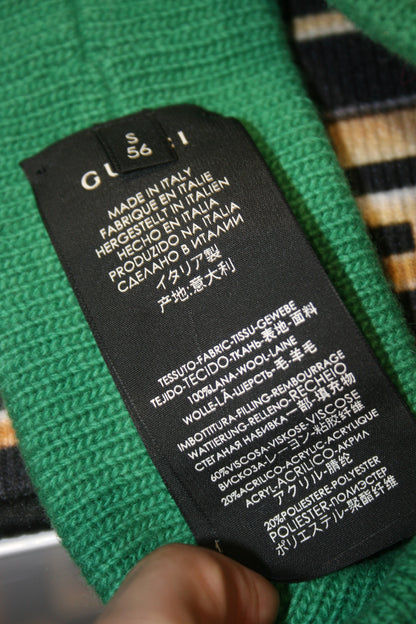 S
56
GUCCI
MADE IN ITALY
FABRIQUE EN ITALIE
HERGESTELLT IN ITALIEN
HECHO EN ITALIA
PRODUZIDO NA ITALIA
СДЕЛАНО В ИТАЛИИ
イタリア製
产地:意大利
TESSUTO-FABRIC-TISSU-GEWEBE
TEJIDO-TECIDO-ТКАНЬ-表地-面料
100%LANA-WOOL-LAINE
WOLLE-LÃ-ШЕРСТЬ-毛-羊毛
IMBOTTITURA-FILLING-REMBOURRAGE
WATTIERUNG-RELLENO-RECHEIO
СТЕГАНАЯ НАБИВКА-一部-填充物
60%VISCOSA-VISKOSE-VISCOSE
ВИСКОЗА-レーヨン-粘胶纤维
20%ACRILICO-ACRYLIC-ACRYLIQUE
ACRYL-ACRÍLICO-АКРИЛ
アクリル-腈纶
20%POLIESTERE-POLYESTER
POLIÉSTER-ПОЛИЭСТЕР
ポリエステル-聚酯纤维